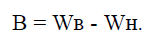 В = Wв - Wн.